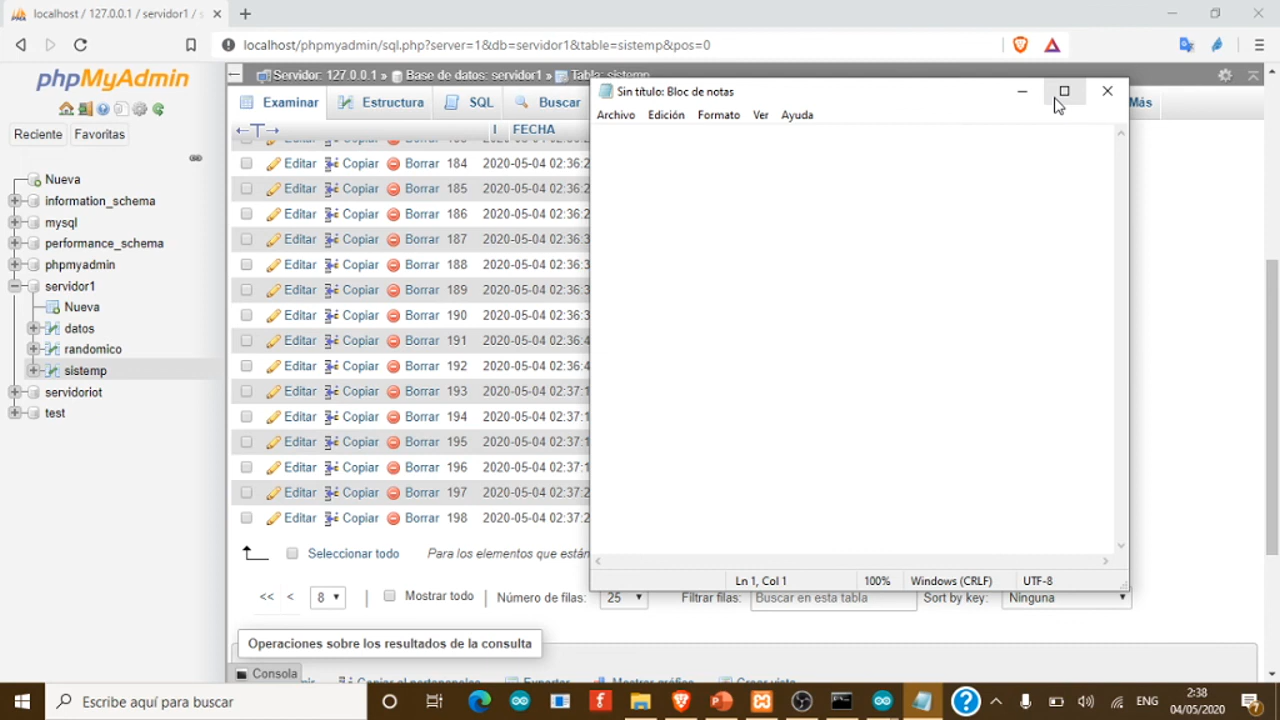 localhost / 127.0.0.1 / servidor1 / s
localhost/phpmyadmin/sql.php?server=1&db=servidor1&table=sistemp&pos=0
phpMyAdmin
Reciente
Favoritas
Nueva
information_schema
mysql
performance_schema
phpmyadmin
servidor1
Nueva
datos
randomico
sistemp
servidoriot
test
Servidor: 127.0.0.1 » Base de datos: servidor1 » Tabla: sistemp
Examinar
Estructura
SQL
Buscar
Más
FECHA
Editar Copiar Borrar 184 2020-05-04 02:36:2
Editar Copiar Borrar 185 2020-05-04 02:36:2
Editar Copiar Borrar 186 2020-05-04 02:36:2
Editar Copiar Borrar 187 2020-05-04 02:36:3
Editar Copiar Borrar 188 2020-05-04 02:36:3
Editar Copiar Borrar 189 2020-05-04 02:36:3
Editar Copiar Borrar 190 2020-05-04 02:36:3
Editar Copiar Borrar 191 2020-05-04 02:36:4
Editar Copiar Borrar 192 2020-05-04 02:36:4
Editar Copiar Borrar 193 2020-05-04 02:37:1
Editar Copiar Borrar 194 2020-05-04 02:37:1
Editar Copiar Borrar 195 2020-05-04 02:37:1
Editar Copiar Borrar 196 2020-05-04 02:37:1
Editar Copiar Borrar 197 2020-05-04 02:37:2
Editar Copiar Borrar 198 2020-05-04 02:37:2
Seleccionar todo Para los elementos que están
<< < 8 Mostrar todo Número de filas: 25 Filtrar filas: Buscar en esta tabla Sort by key: Ninguna
Operaciones sobre los resultados de la consulta
Consola
Copiar al portapapeles Exportar Mostrar gráfico Crear vista
Sin título: Bloc de notas
Archivo Edición Formato Ver Ayuda
Ln 1, Col 1 100% Windows (CRLF) UTF-8
Escribe aquí para buscar
ENG
2:38
04/05/2020
7